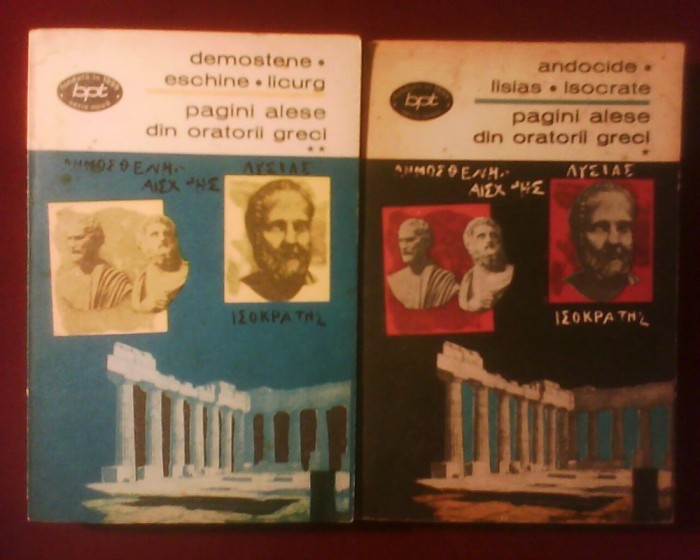 demostene •
eschine • licurg
bpt
pagini alese
din oratorii greci
**
ΔΗΜΟΣΘΕΝΗΣ
ΛΥΣΙΑΣ
ΑΙΣΧΙΝΗΣ
ΙΣΟΚΡΑΤΗΣ
andocide •
lisias • isocrate
bpt
pagini alese
din oratorii greci
*
ΔΗΜΟΣΘΕΝΗΣ
ΛΥΣΙΑΣ
ΑΙΣΧΙΝΗΣ
ΙΣΟΚΡΑΤΗΣ